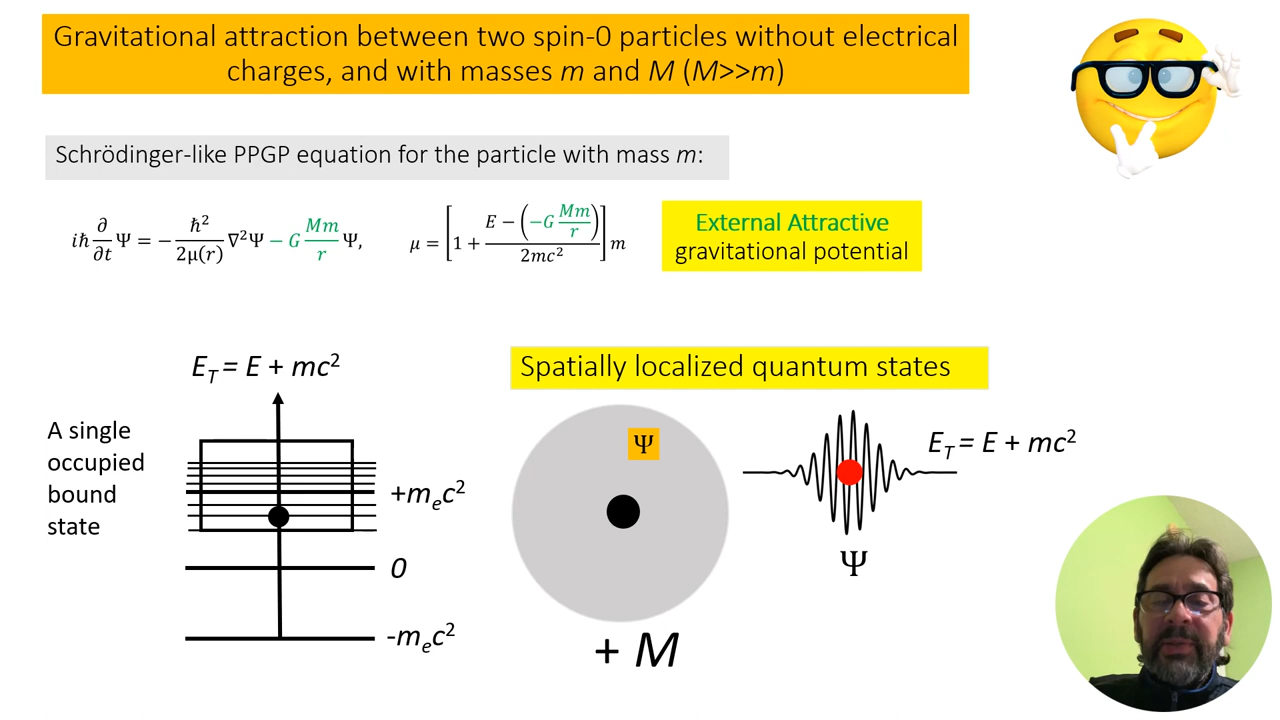 Gravitational attraction between two spin-0 particles without electrical
charges, and with masses m and M (M>>m)
Schrödinger-like PPGP equation for the particle with mass m:
iℏ ∂/∂t Ψ = − ℏ²/2μ(r) ∇²Ψ − G Mm/r Ψ,
μ = [1 + (E − (−G Mm/r))/2mc²] m
External Attractive
gravitational potential
E_T = E + mc²
Spatially localized quantum states
A single
occupied
bound
state
+m_ec²
0
-m_ec²
Ψ
+ M
E_T = E + mc²
Ψ